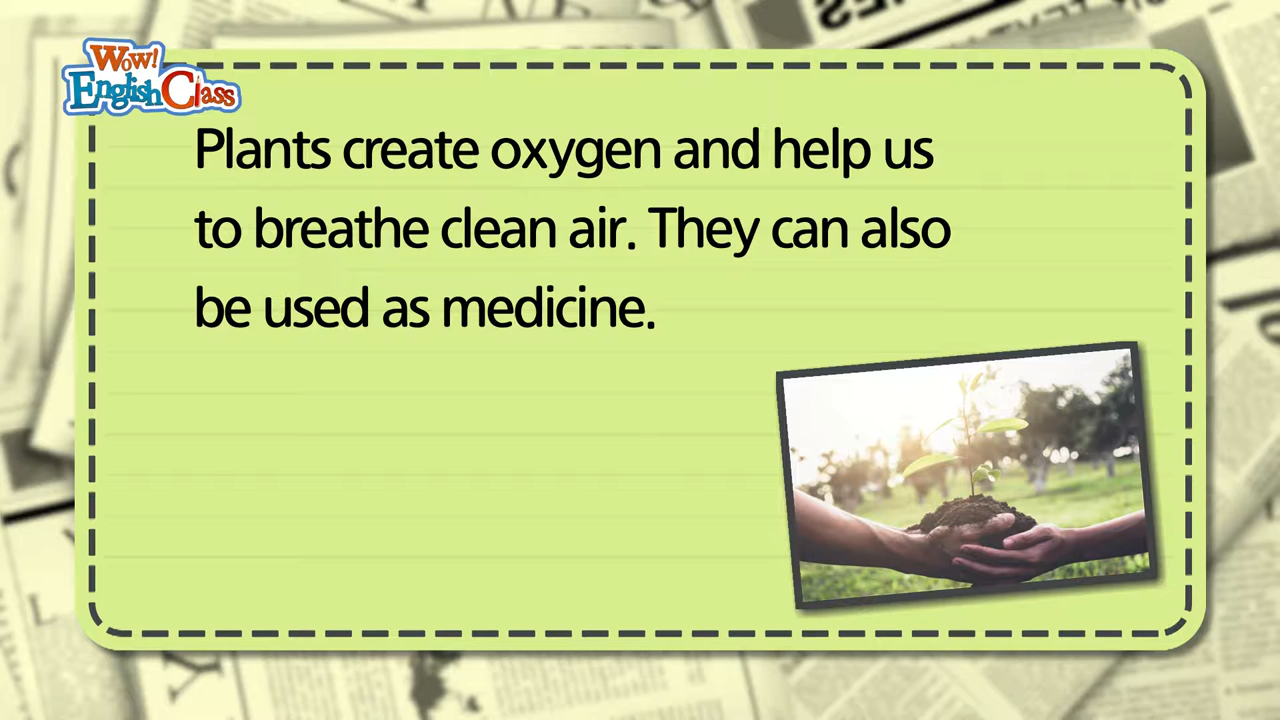 Wow!
English Class
Plants create oxygen and help us
to breathe clean air. They can also
be used as medicine.